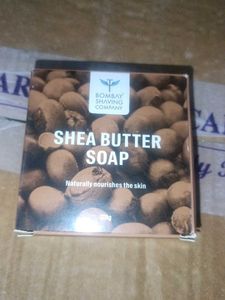 BOMBAY
SHAVING
COMPANY
SHEA BUTTER
SOAP
Naturally nourishes the skin